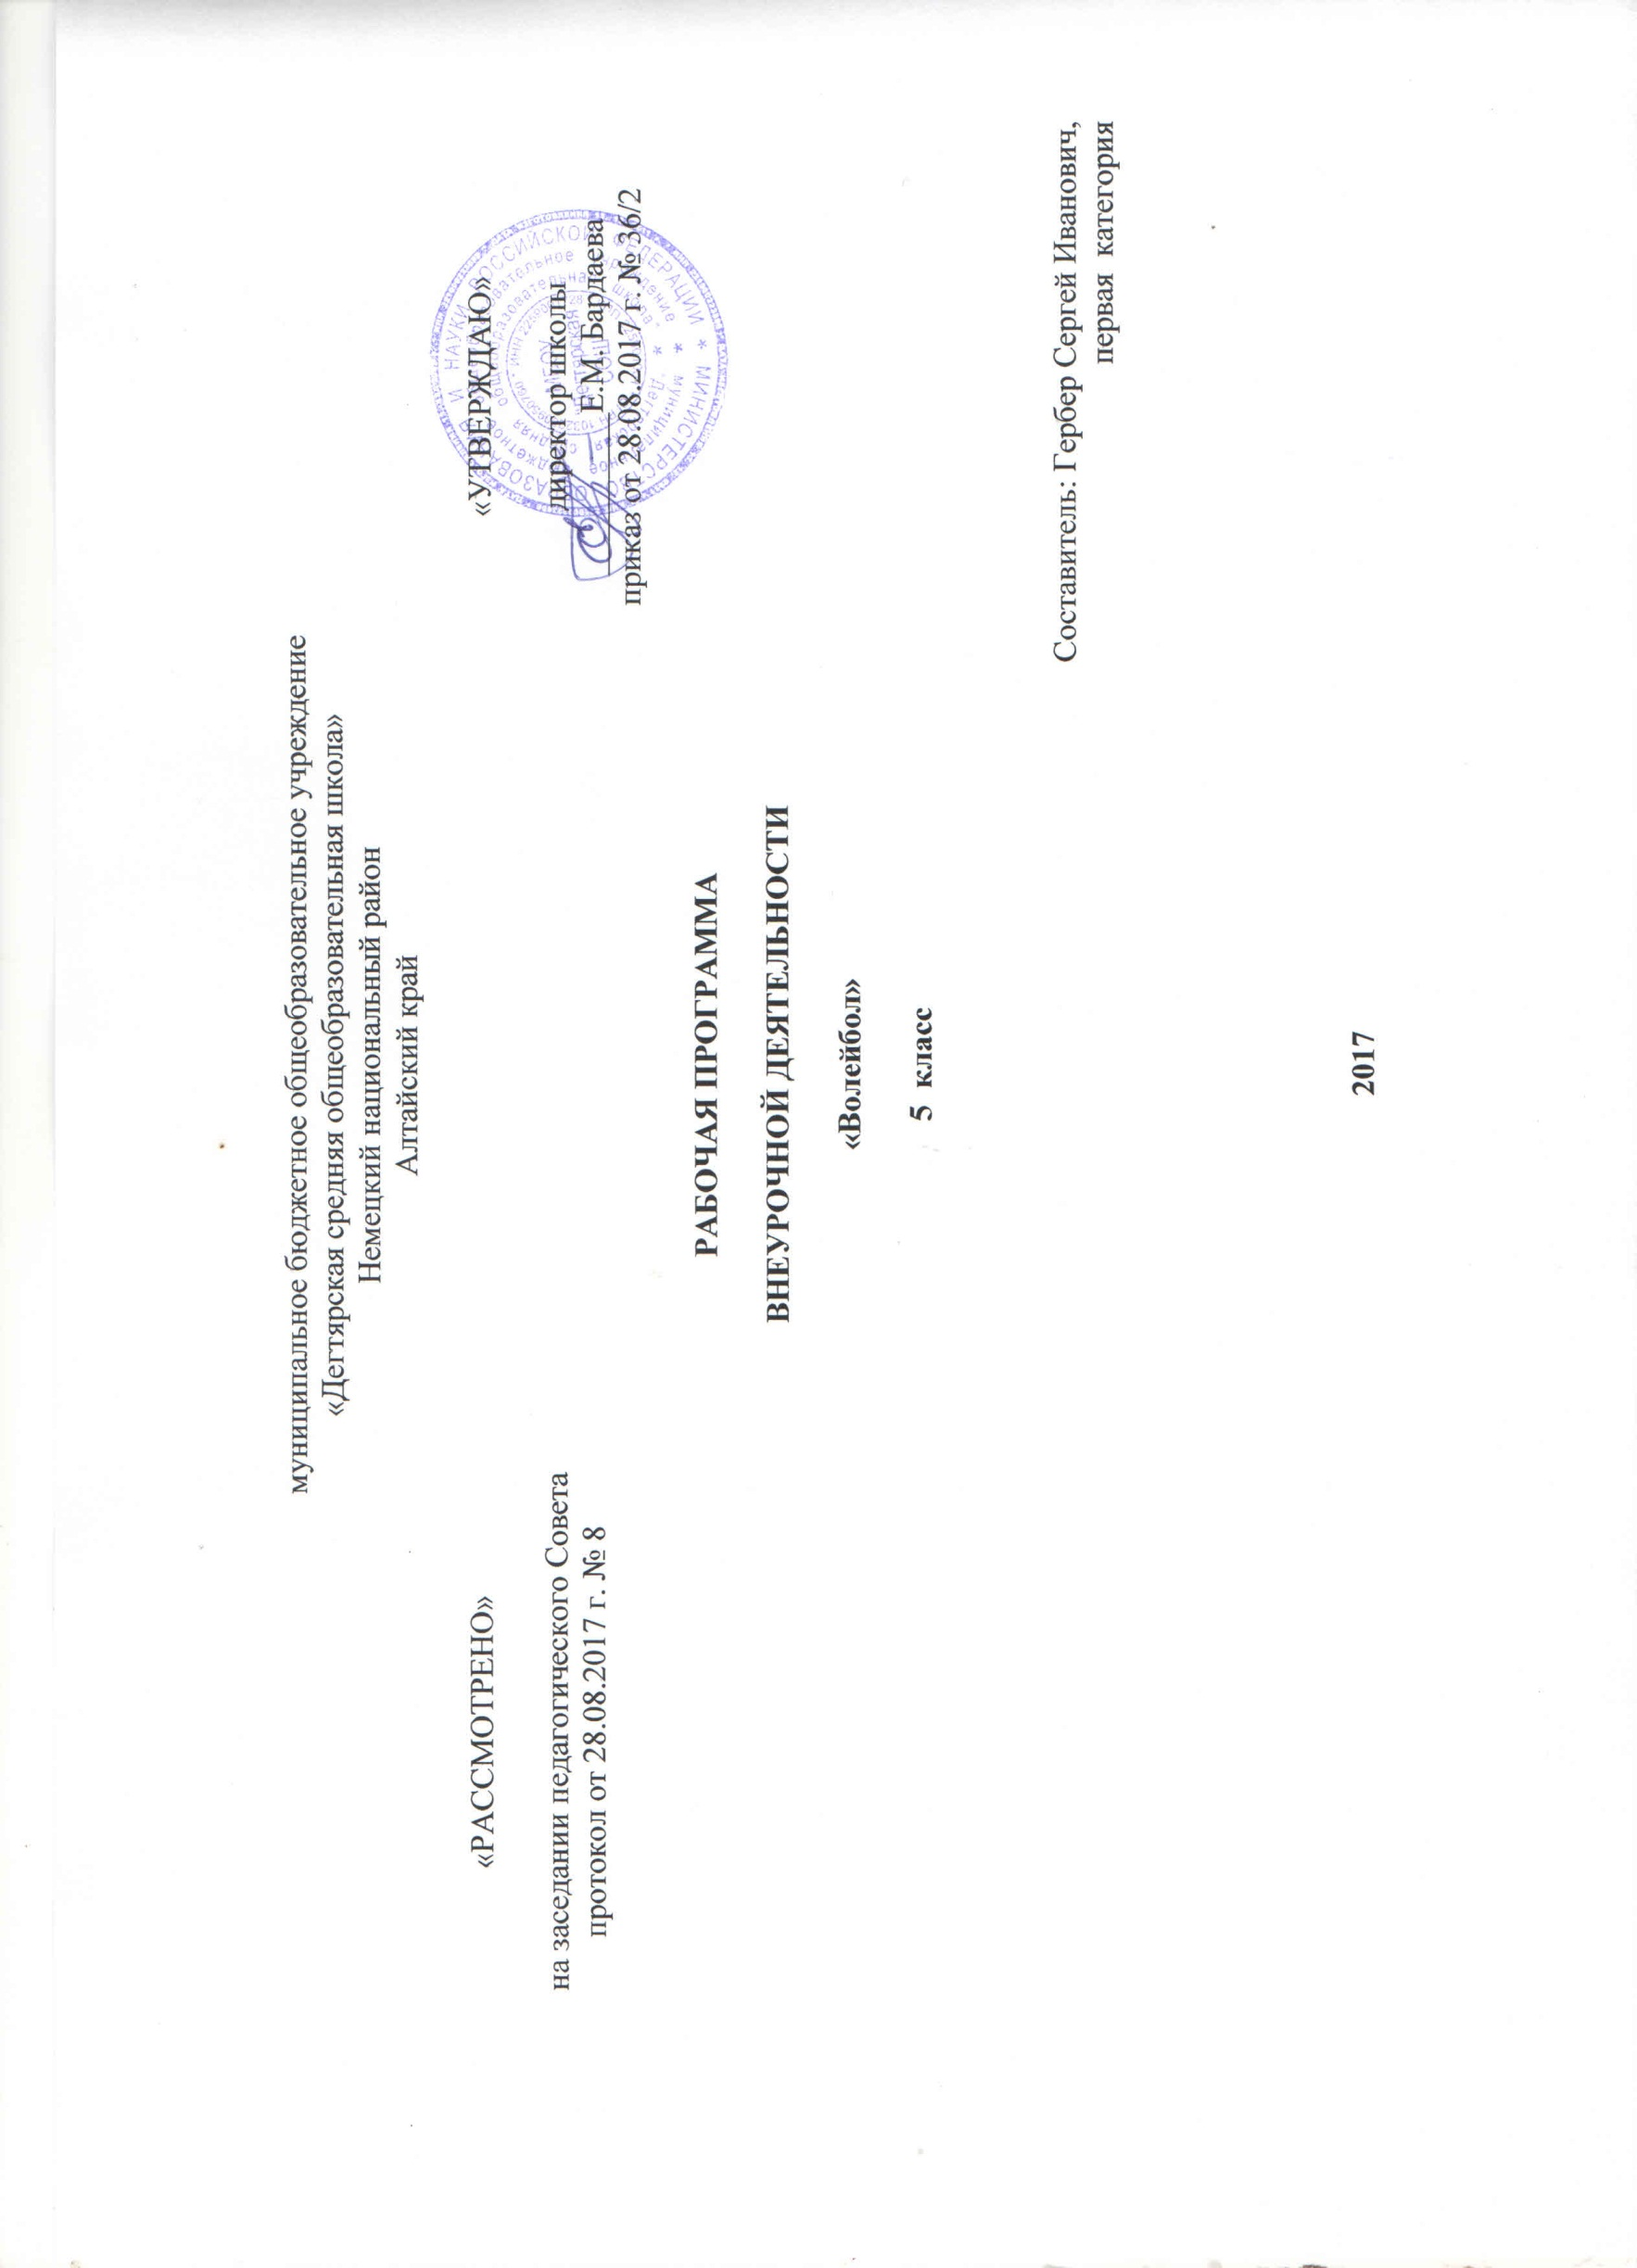 муниципальное бюджетное общеобразовательное учреждение
«Дегтярская средняя общеобразовательная школа»
Немецкий национальный район
Алтайский край
«РАССМОТРЕНО»
на заседании педагогического Совета
протокол от 28.08.2017 г. № 8
«УТВЕРЖДАЮ»
директор школы
Е.М. Бардаева
приказ от 28.08.2017 г. № 36/2
РАБОЧАЯ ПРОГРАММА
ВНЕУРОЧНОЙ ДЕЯТЕЛЬНОСТИ
«Волейбол»
5 класс
Составитель: Гербер Сергей Иванович,
первая категория
2017